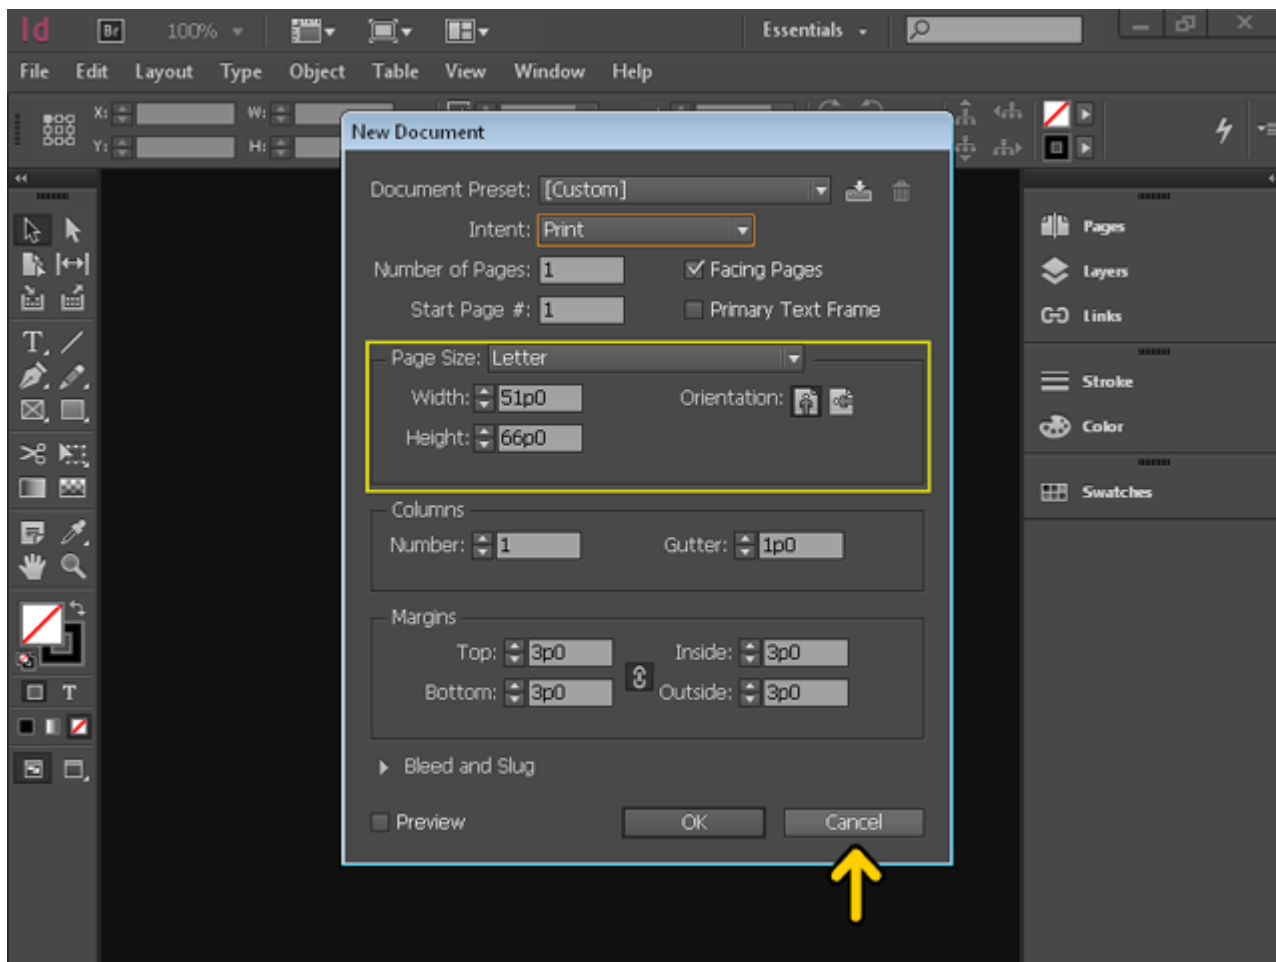 Id Br 100% Essentials
File Edit Layout Type Object Table View Window Help
X: W:
Y: H:
New Document
Document Preset: [Custom]
Intent: Print
Number of Pages: 1 Facing Pages
Start Page #: 1 Primary Text Frame
Page Size: Letter
Width: 51p0 Orientation:
Height: 66p0
Columns
Number: 1 Gutter: 1p0
Margins
Top: 3p0 Inside: 3p0
Bottom: 3p0 Outside: 3p0
Bleed and Slug
Preview OK Cancel
Pages
Layers
Links
Stroke
Color
Swatches